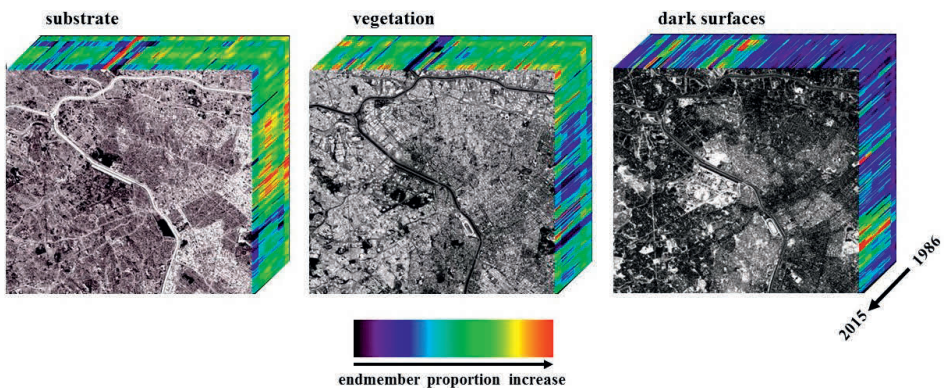 substrate
vegetation
dark surfaces
1986
2015
endmember proportion increase